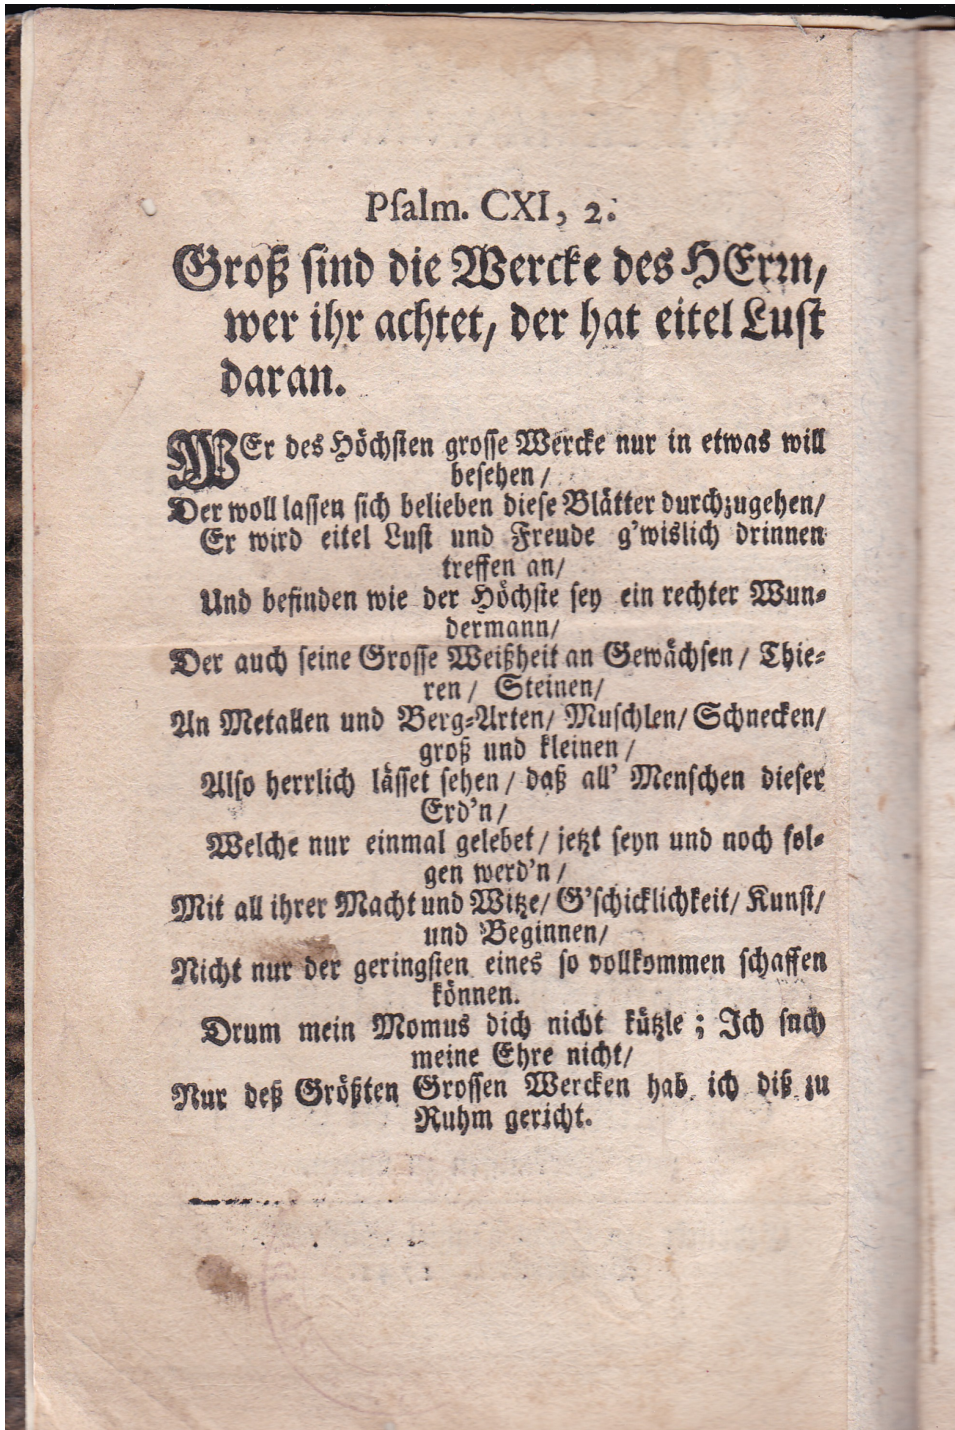 Pſalm. CXI, 2.
Groß ſind die Wercke des HErrn/
wer ihr achtet/ der hat eitel Luſt
daran.
WEr des Höchſten groſſe Wercke nur in etwas will
beſehen/
Der woll laſſen ſich belieben dieſe Blätter durchzugehen/
Er wird eitel Luſt und Freude g'wislich drinnen
treffen an/
Und befinden wie der Höchſte ſey ein rechter Wun⸗
dermann/
Der auch ſeine Groſſe Weißheit an Gewächſen/ Thie⸗
ren/ Steinen/
An Metallen und Berg⸗Arten/ Muſchlen/ Schnecken/
groß und kleinen/
Alſo herrlich läſſet ſehen/ daß all' Menſchen dieſer
Erd'n/
Welche nur einmal gelebet/ jetzt ſeyn und noch fol⸗
gen werd'n/
Mit all ihrer Macht und Witze/ G'ſchicklichkeit/ Kunſt/
und Beginnen/
Nicht nur der geringſten eines ſo vollkommen ſchaffen
können.
Drum mein Momus dich nicht kützle; Ich ſuch
meine Ehre nicht/
Nur deß Größten Groſſen Wercken hab ich diß zu
Ruhm gericht.